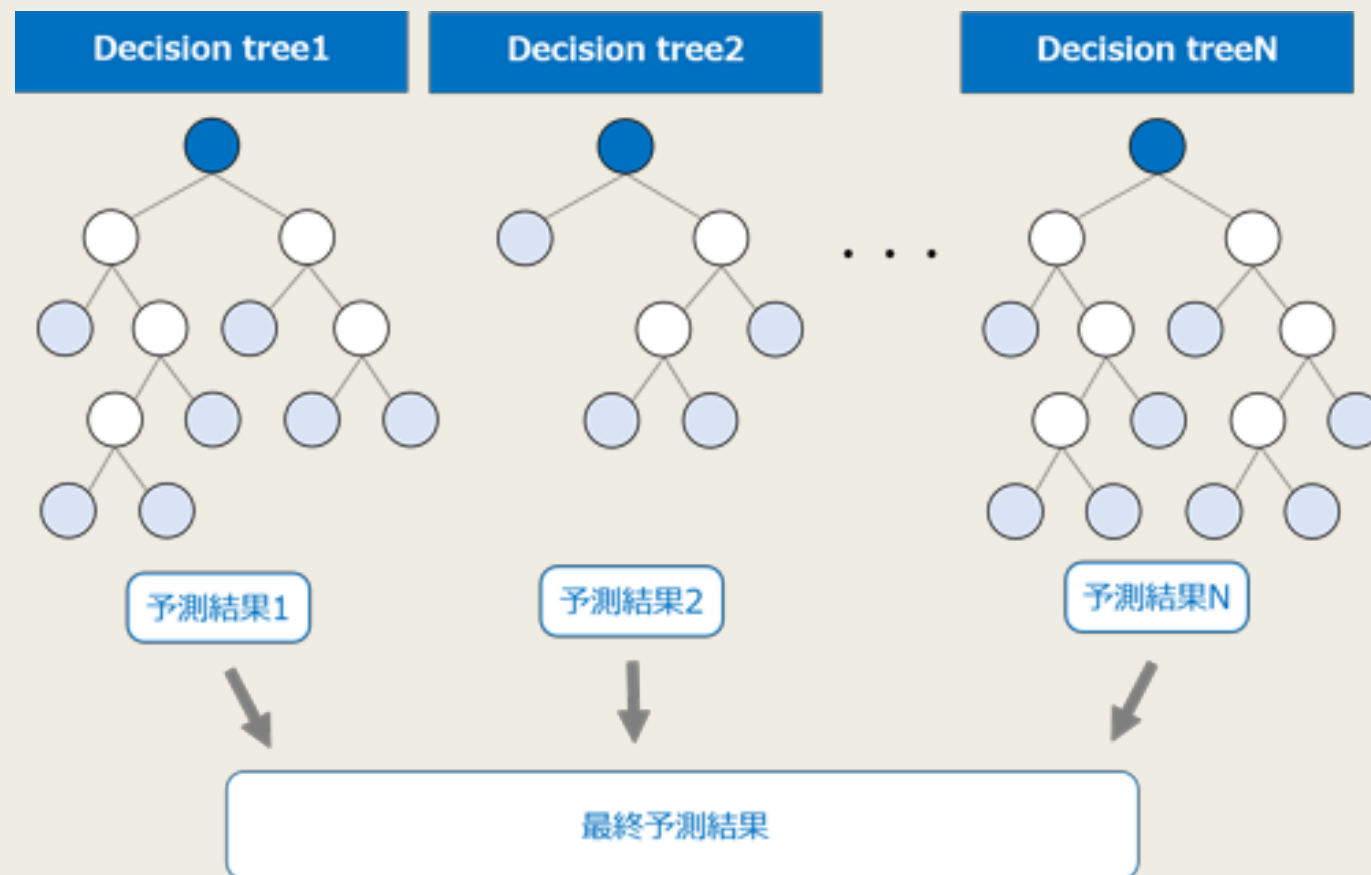 Decision tree1
Decision tree2
Decision treeN
・・・
予測結果1
予測結果2
予測結果N
最終予測結果